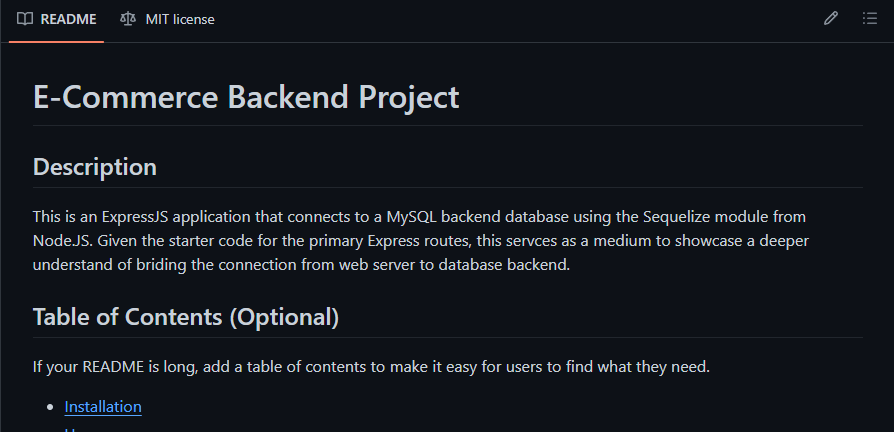 README MIT license
E-Commerce Backend Project
Description
This is an ExpressJS application that connects to a MySQL backend database using the Sequelize module from
Node.JS. Given the starter code for the primary Express routes, this servces as a medium to showcase a deeper
understand of briding the connection from web server to database backend.
Table of Contents (Optional)
If your README is long, add a table of contents to make it easy for users to find what they need.
Installation